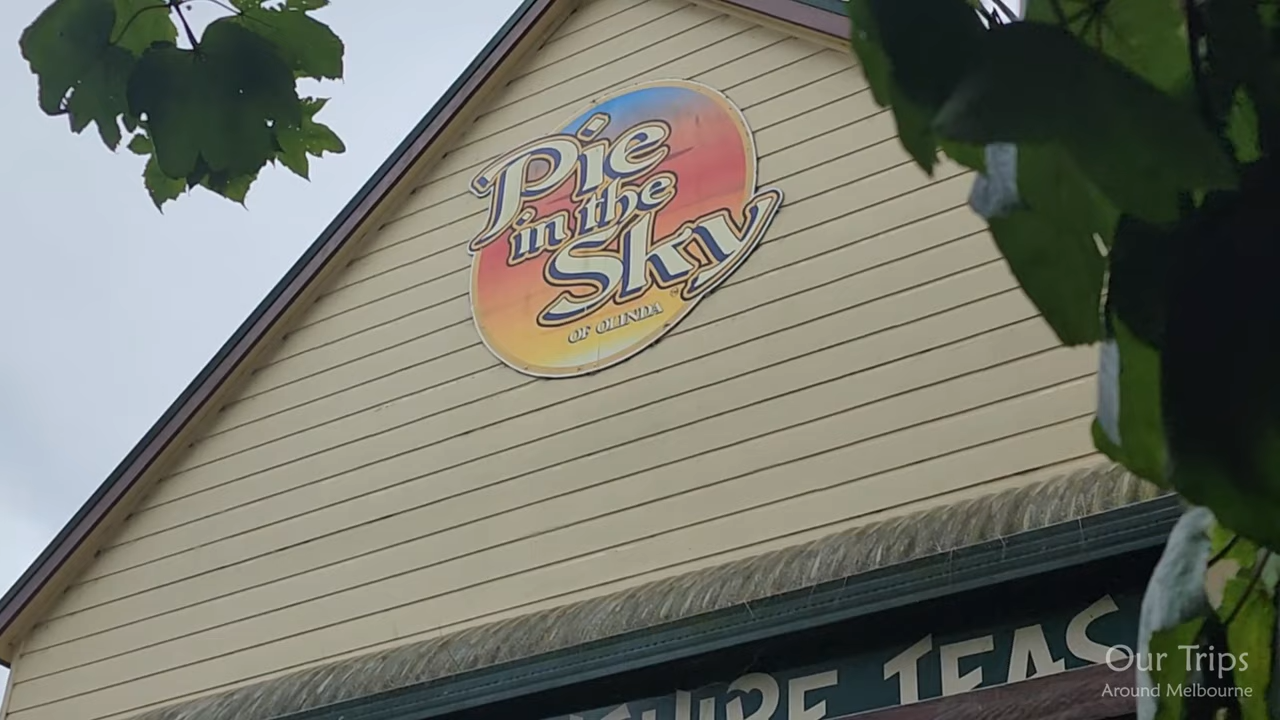 Pie
in the
Sky
OF OLINDA
TEAS
Our Trips
Around Melbourne